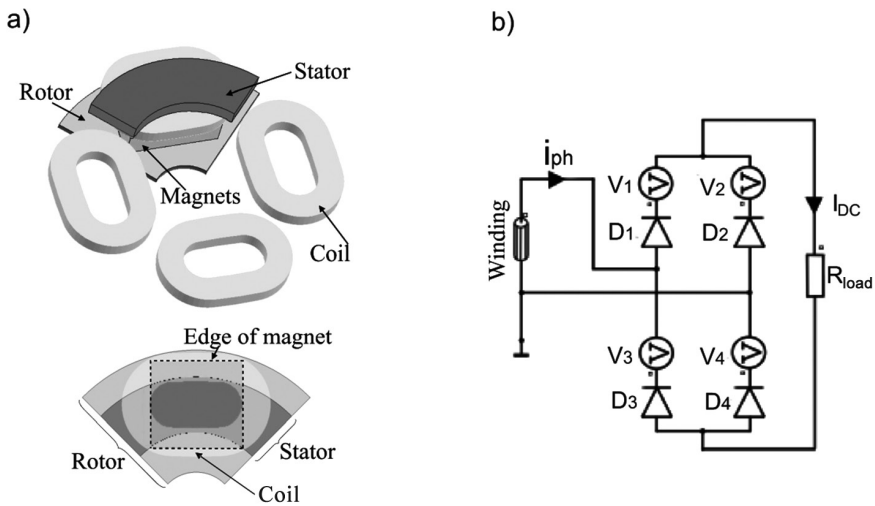 a)
Stator
Rotor
Magnets
Coil
Edge of magnet
Rotor
Stator
Coil
b)
iph
V1
V2
D1
D2
IDC
Winding
Rload
V3
V4
D3
D4
V
V
V
V